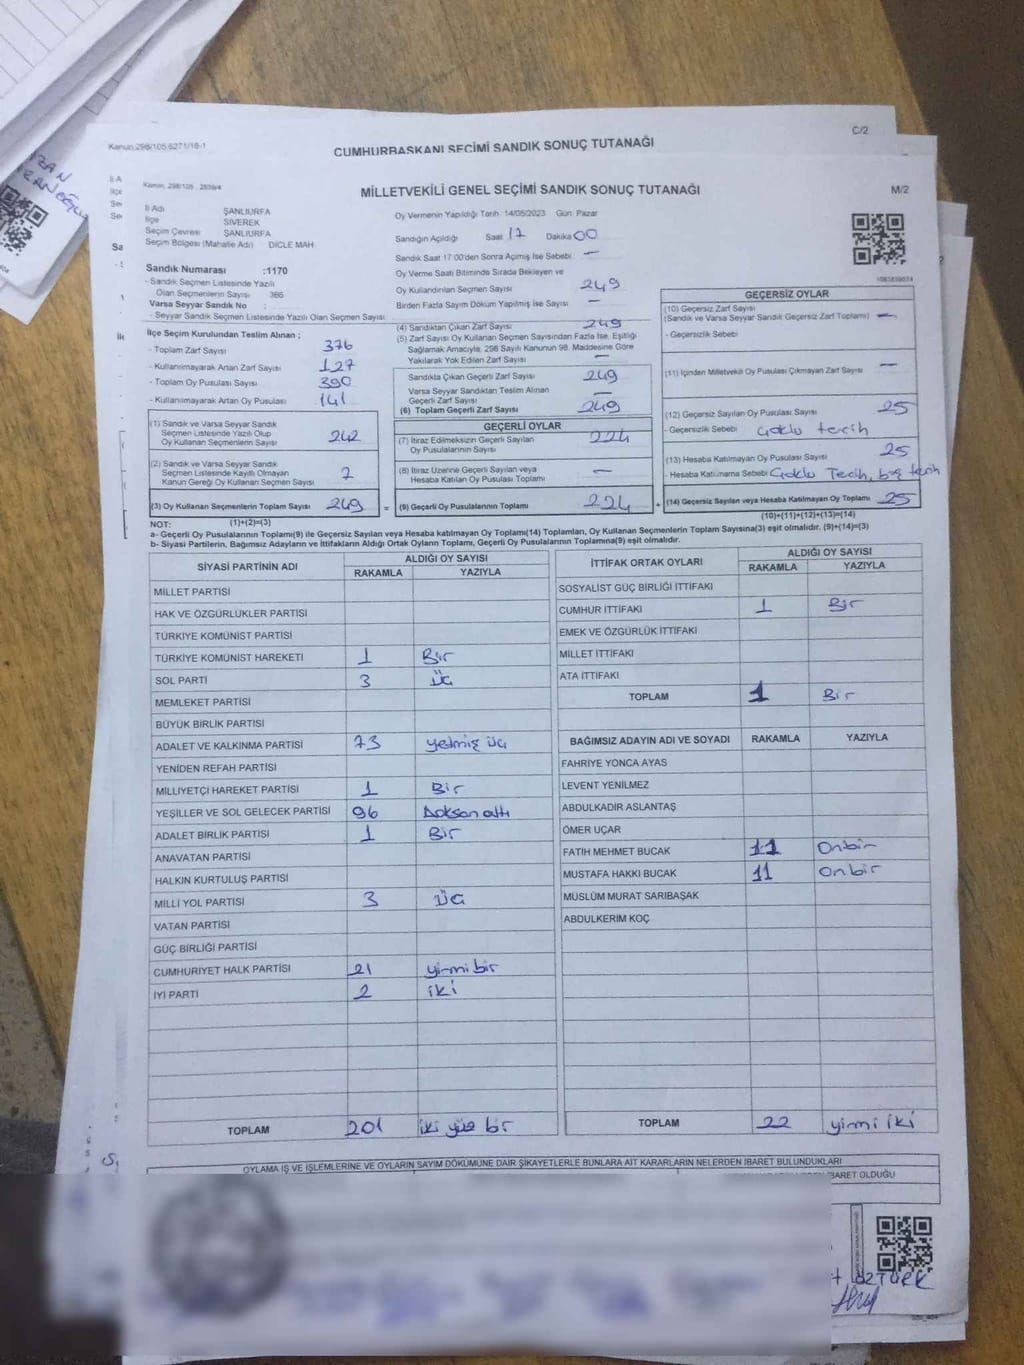 C/2
Kanun.298/105,6271/18-1
CUMHURBAŞKANI SEÇİMİ SANDIK SONUÇ TUTANAĞI
Kanun. 298/105 , 2839/4
MİLLETVEKİLİ GENEL SEÇİMİ SANDIK SONUÇ TUTANAĞI
M/2
İl Adı ŞANLIURFA
İlçe SİVEREK
Seçim Çevresi ŞANLIURFA
Seçim Bölgesi (Mahalle Adı) DİCLE MAH.
Sandık Numarası :1170
- Sandık Seçmen Listesinde Yazılı
Olan Seçmenlerin Sayısı 366
Varsa Seyyar Sandık No
- Seyyar Sandık Seçmen Listesinde Yazılı Olan Seçmen Sayısı:
İlçe Seçim Kurulundan Teslim Alınan ;
- Toplam Zarf Sayısı 376
- Kullanılmayarak Artan Zarf Sayısı 127
- Toplam Oy Pusulası Sayısı 390
- Kullanılmayarak Artan Oy Pusulası 141
(1) Sandık ve Varsa Seyyar Sandık
Seçmen Listesinde Yazılı Olup
Oy Kullanan Seçmenlerin Sayısı 242
(2) Sandık ve Varsa Seyyar Sandık
Seçmen Listesinde Kayıtlı Olmayan
Kanun Gereği Oy Kullanan Seçmen Sayısı 7
(3) Oy Kullanan Seçmenlerin Toplam Sayısı 249 =
(1)+(2)=(3)
Oy Vermenin Yapıldığı Tarih: 14/05/2023 Gün: Pazar
Sandığın Açıldığı Saat 17 Dakika 00
Sandık Saat 17:00'den Sonra Açılmış İse Sebebi: —
Oy Verme Saati Bitiminde Sırada Bekleyen ve
Oy Kullandırılan Seçmen Sayısı 249
Birden Fazla Sayım Döküm Yapılmış İse Sayısı —
(4) Sandıktan Çıkan Zarf Sayısı 249
(5) Zarf Sayısı Oy Kullanan Seçmen Sayısından Fazla İse, Eşitliği
Sağlamak Amacıyla, 298 Sayılı Kanunun 98. Maddesine Göre
Yakılarak Yok Edilen Zarf Sayısı —
Sandıkta Çıkan Geçerli Zarf Sayısı 249
Varsa Seyyar Sandıktan Teslim Alınan
Geçerli Zarf Sayısı —
(6) Toplam Geçerli Zarf Sayısı 249
GEÇERLİ OYLAR
(7) İtiraz Edilmeksizin Geçerli Sayılan
Oy Pusulalarının Sayısı 224
(8) İtiraz Üzerine Geçerli Sayılan veya
Hesaba Katılan Oy Pusulası Toplamı —
(9) Geçerli Oy Pusulalarının Toplamı 224 +
GEÇERSİZ OYLAR
(10) Geçersiz Zarf Sayısı
(Sandık ve Varsa Seyyar Sandık Geçersiz Zarf Toplamı) —
- Geçersizlik Sebebi
(11) İçinden Milletvekili Oy Pusulası Çıkmayan Zarf Sayısı —
(12) Geçersiz Sayılan Oy Pusulası Sayısı 25
- Geçersizlik Sebebi Çoklu tercih
(13) Hesaba Katılmayan Oy Pusulası Sayısı 25
- Hesaba Katılmama Sebebi Çoklu Tecih, boş tercih
(14) Geçersiz Sayılan veya Hesaba Katılmayan Oy Toplamı 25
(10)+(11)+(12)+(13)=(14)
NOT:
a- Geçerli Oy Pusulalarının Toplamı(9) ile Geçersiz Sayılan veya Hesaba katılmayan Oy Toplamı(14) Toplamları, Oy Kullanan Seçmenlerin Toplam Sayısına(3) eşit olmalıdır. (9)+(14)=(3)
b- Siyasi Partilerin, Bağımsız Adayların ve İttifakların Aldığı Ortak Oyların Toplamı, Geçerli Oy Pusulalarının Toplamına(9) eşit olmalıdır.
SİYASİ PARTİNİN ADI ALDIĞI OY SAYISI
RAKAMLA YAZIYLA
MİLLET PARTİSİ
HAK VE ÖZGÜRLÜKLER PARTİSİ
TÜRKİYE KOMÜNİST PARTİSİ
TÜRKİYE KOMÜNİST HAREKETİ 1 Bir
SOL PARTİ 3 Üç
MEMLEKET PARTİSİ
BÜYÜK BİRLİK PARTİSİ
ADALET VE KALKINMA PARTİSİ 73 yetmiş üç
YENİDEN REFAH PARTİSİ
MİLLİYETÇİ HAREKET PARTİSİ 1 Bir
YEŞİLLER VE SOL GELECEK PARTİSİ 96 Doksan altı
ADALET BİRLİK PARTİSİ 1 Bir
ANAVATAN PARTİSİ
HALKIN KURTULUŞ PARTİSİ
MİLLİ YOL PARTİSİ 3 Üç
VATAN PARTİSİ
GÜÇ BİRLİĞİ PARTİSİ
CUMHURİYET HALK PARTİSİ 21 yirmi bir
İYİ PARTİ 2 iki
TOPLAM 201 iki yüz bir
İTTİFAK ORTAK OYLARI ALDIĞI OY SAYISI
RAKAMLA YAZIYLA
SOSYALİST GÜÇ BİRLİĞİ İTTİFAKI
CUMHUR İTTİFAKI 1 Bir
EMEK VE ÖZGÜRLÜK İTTİFAKI
MİLLET İTTİFAKI
ATA İTTİFAKI
TOPLAM 1 Bir
BAĞIMSIZ ADAYIN ADI VE SOYADI RAKAMLA YAZIYLA
FAHRİYE YONCA AYAS
LEVENT YENİLMEZ
ABDULKADİR ASLANTAŞ
ÖMER UÇAR
FATİH MEHMET BUCAK 11 Onbir
MUSTAFA HAKKI BUCAK 11 Onbir
MÜSLÜM MURAT SARIBAŞAK
ABDULKERİM KOÇ
TOPLAM 22 yirmi iki
OYLAMA İŞ VE İŞLEMLERİNE VE OYLARIN SAYIM DÖKÜMÜNE DAİR ŞİKAYETLERLE BUNLARA AİT KARARLARIN NELERDEN İBARET BULUNDUKLARI
BARET OLDUĞU
ÖZTÜRK